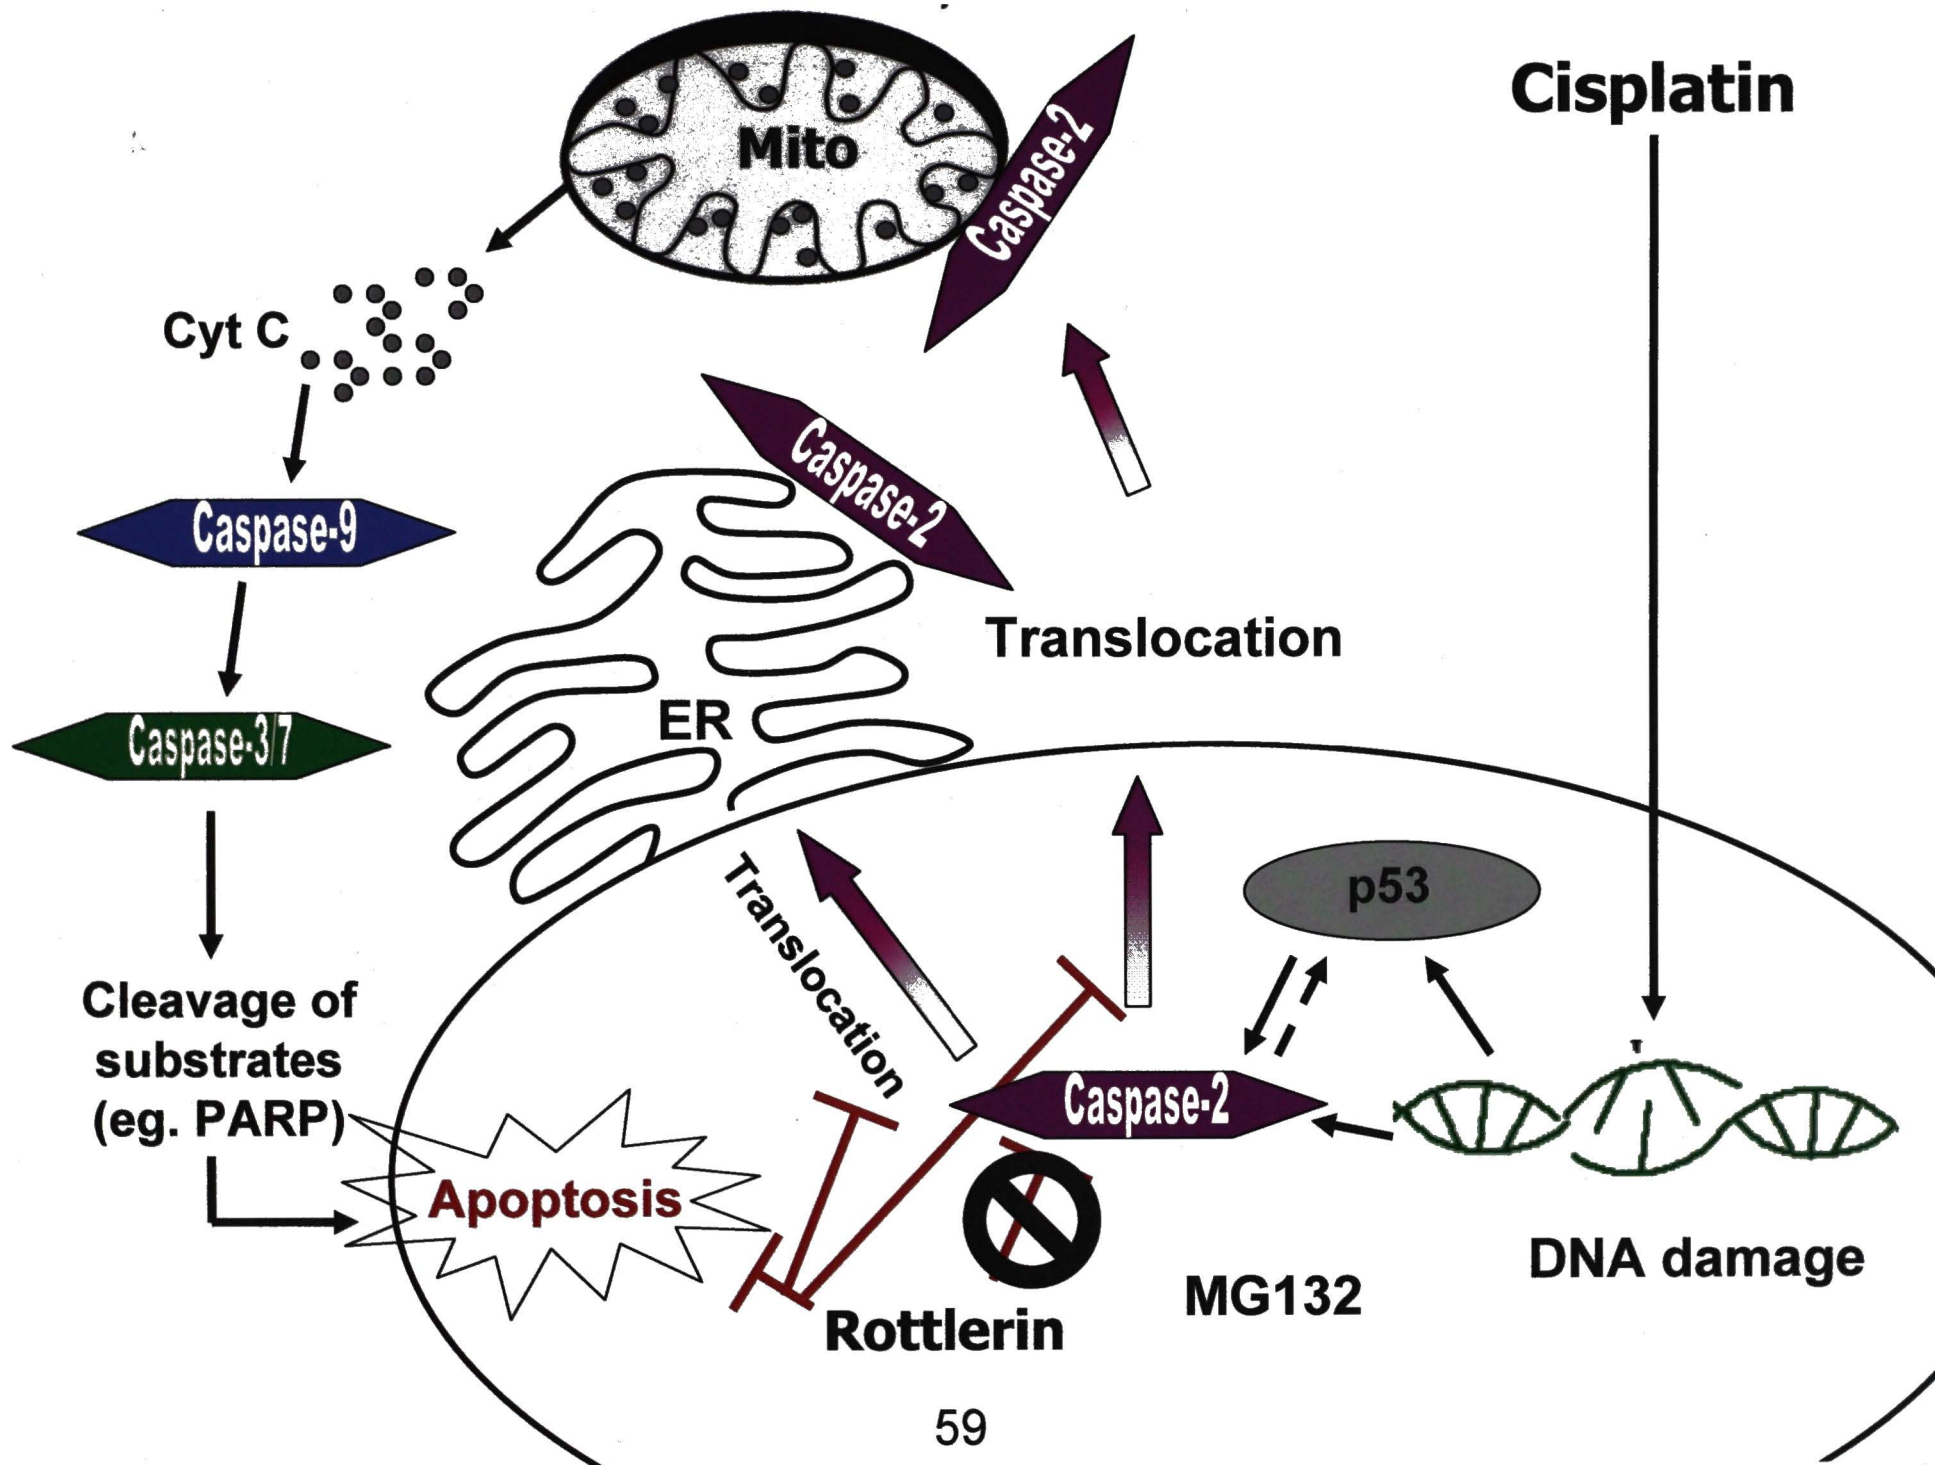 Cisplatin
Mito
Caspase-2
Cyt C
Caspase-2
Caspase-9
Translocation
ER
Caspase-3/7
p53
Translocation
Cleavage of
substrates
(eg. PARP)
Caspase-2
Apoptosis
DNA damage
MG132
Rottlerin
59